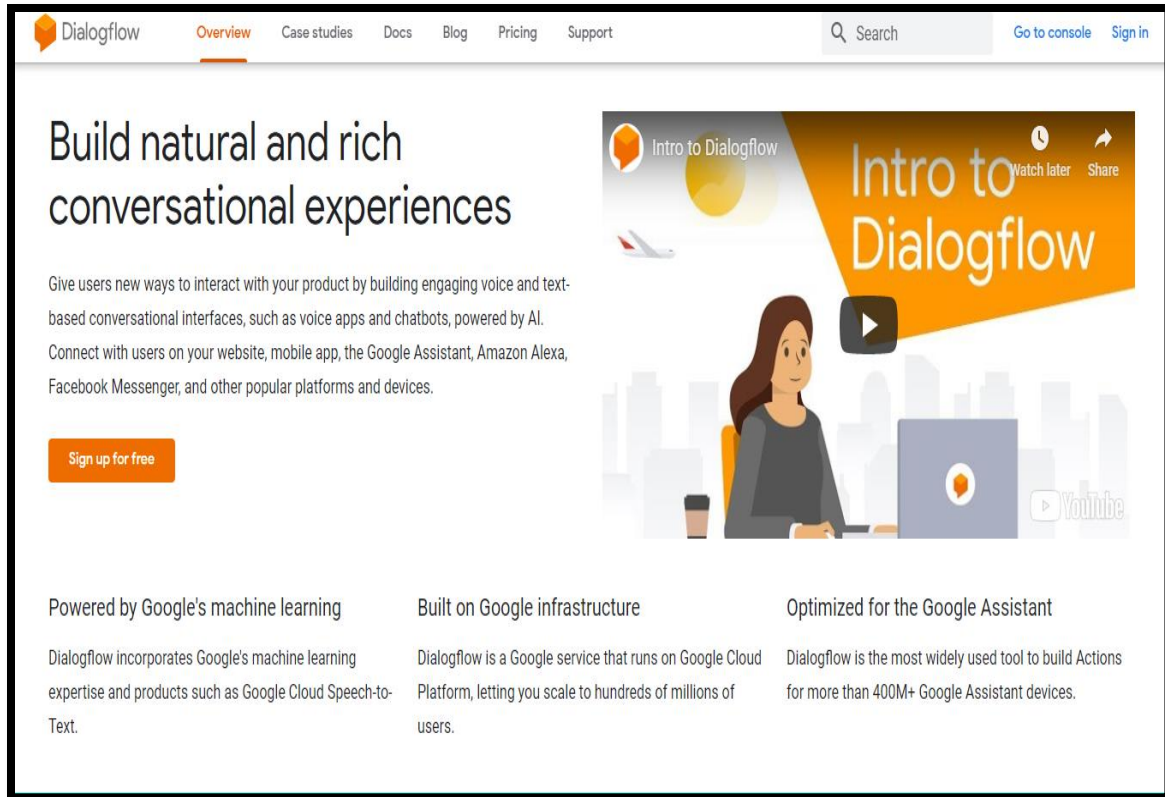 Dialogflow Overview Case studies Docs Blog Pricing Support Search Go to console Sign in
Build natural and rich
conversational experiences
Give users new ways to interact with your product by building engaging voice and text-
based conversational interfaces, such as voice apps and chatbots, powered by AI.
Connect with users on your website, mobile app, the Google Assistant, Amazon Alexa,
Facebook Messenger, and other popular platforms and devices.
Sign up for free
Intro to Dialogflow
Watch later Share
Intro to
Dialogflow
YouTube
Powered by Google's machine learning
Dialogflow incorporates Google's machine learning
expertise and products such as Google Cloud Speech-to-
Text.
Built on Google infrastructure
Dialogflow is a Google service that runs on Google Cloud
Platform, letting you scale to hundreds of millions of
users.
Optimized for the Google Assistant
Dialogflow is the most widely used tool to build Actions
for more than 400M+ Google Assistant devices.